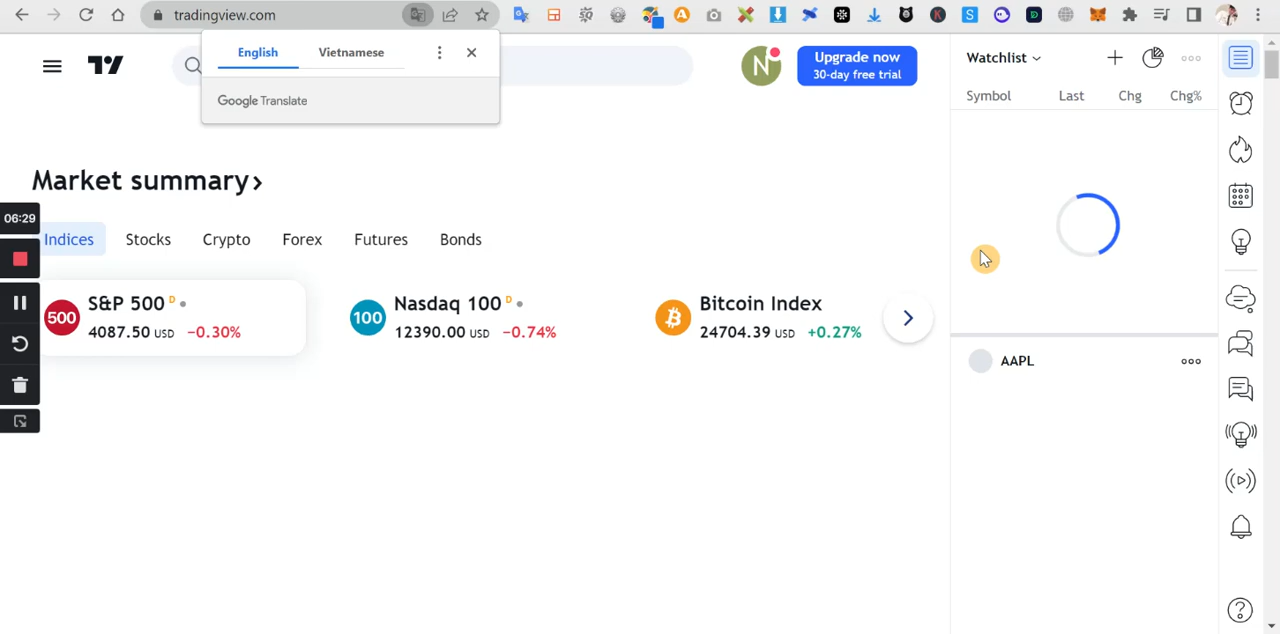 tradingview.com
English Vietnamese
Google Translate
N
Upgrade now
30-day free trial
Watchlist
Symbol Last Chg Chg%
Market summary
06:29
Indices Stocks Crypto Forex Futures Bonds
500 S&P 500 D
4087.50 USD −0.30%
100 Nasdaq 100 D
12390.00 USD −0.74%
Bitcoin Index
24704.39 USD +0.27%
AAPL